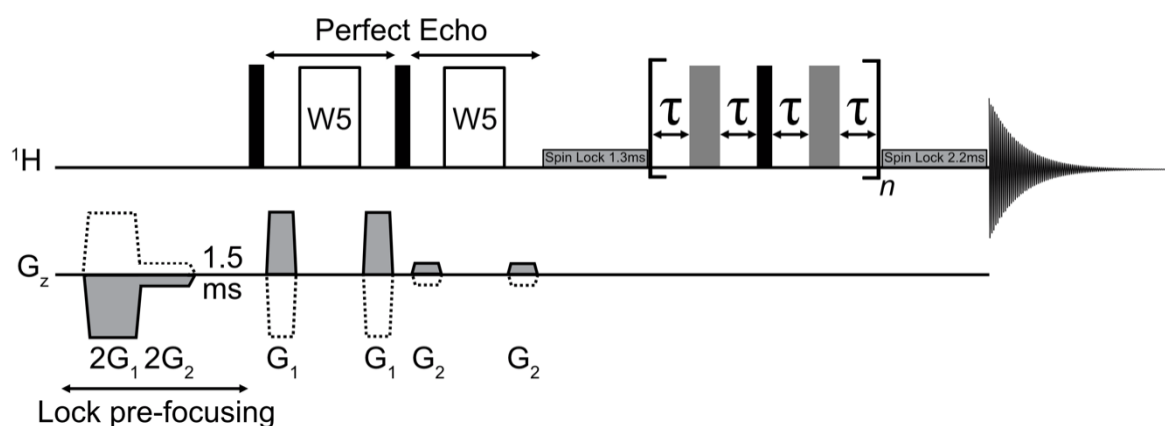 Perfect Echo
W5
W5
τ
τ
τ
τ
¹H
Spin Lock 1.3ms
Spin Lock 2.2ms
n
G_z
1.5
ms
2G₁
2G₂
G₁
G₁
G₂
G₂
Lock pre-focusing